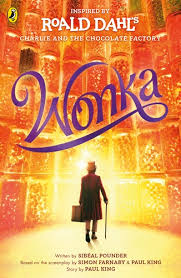 INSPIRED BY
ROALD DAHL'S
CHARLIE AND THE CHOCOLATE FACTORY
Wonka
Written by SIBÉAL POUNDER
Based on the screenplay by SIMON FARNABY & PAUL KING
Story by PAUL KING